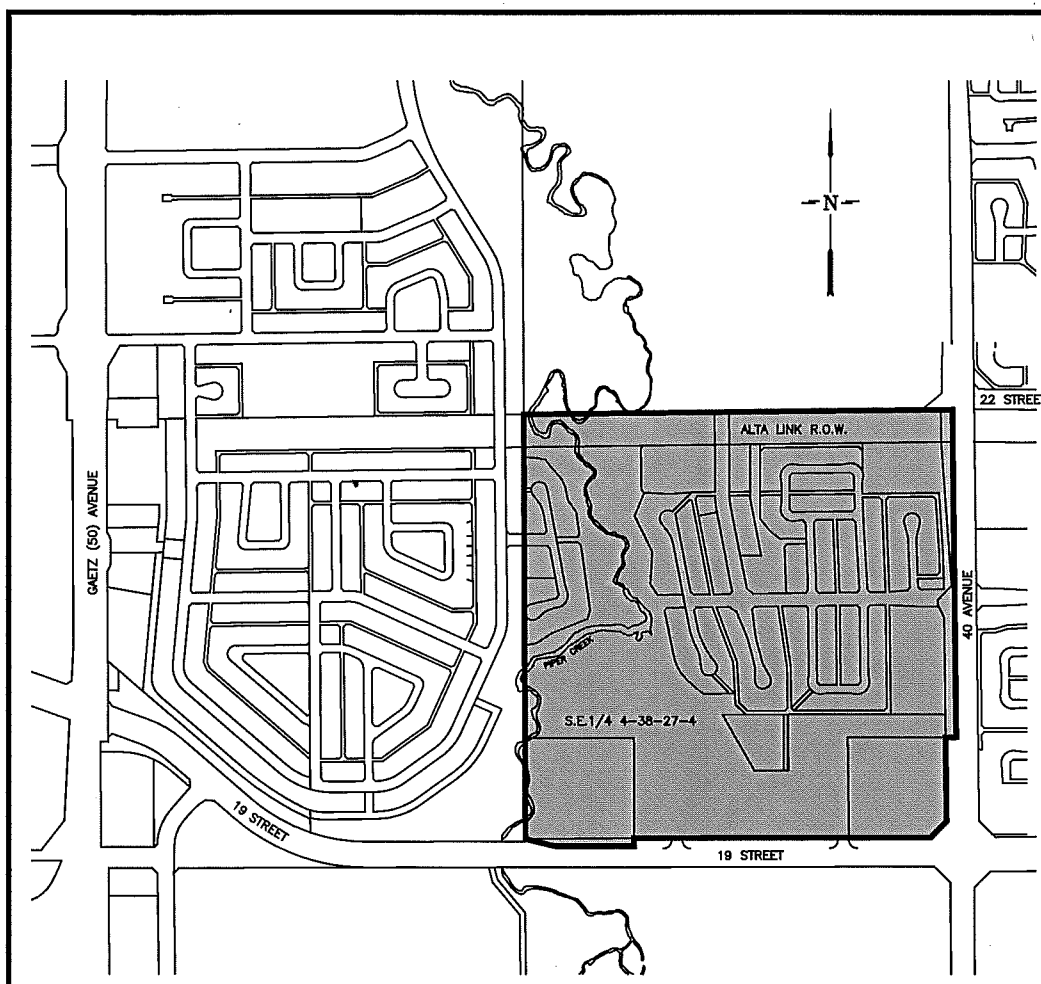 -N-
22 STREET
ALTA LINK R.O.W.
GAETZ (50) AVENUE
40 AVENUE
PIPER CREEK
S.E.1/4 4-38-27-4
19 STREET
19 STREET